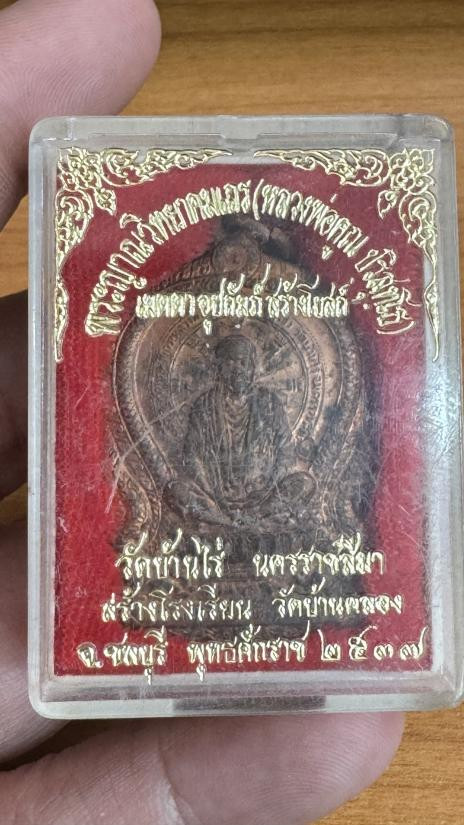 พระญาณวิทยาคมเถร (หลวงพ่อคูณ ปริสุทฺโธ)
เมตตาอุปถัมภ์ สร้างโบสถ์
วัดบ้านไร่ นครราชสีมา
สร้างโรงเรียน วัดบ้านคลอง
จ.ชลบุรี พุทธศักราช ๒๕๓๗